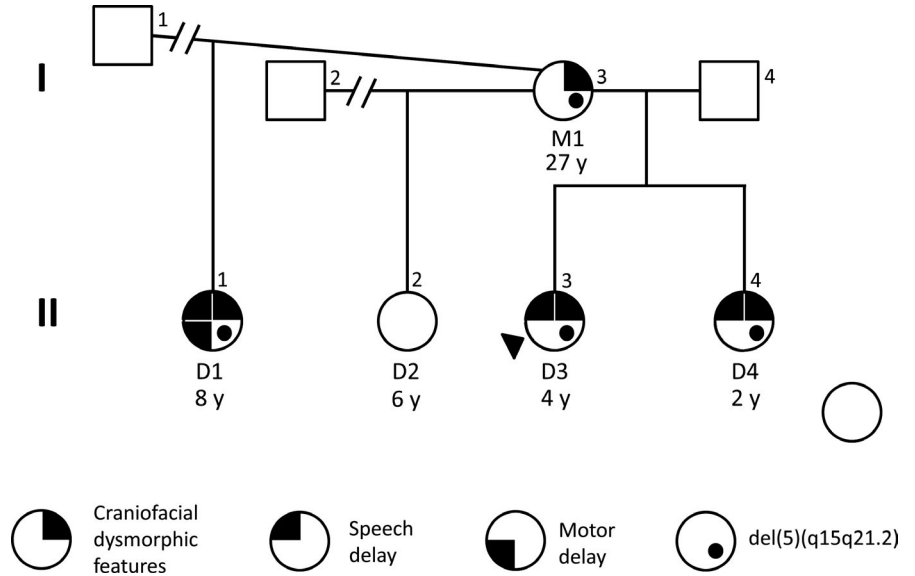 I
1
2
3
4
M1
27 y
II
1
2
3
4
D1
D2
D3
D4
8 y
6 y
4 y
2 y
Craniofacial
dysmorphic
features
Speech
delay
Motor
delay
del(5)(q15q21.2)